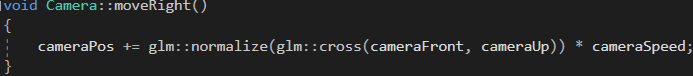 void Camera::moveRight()
{
    cameraPos += glm::normalize(glm::cross(cameraFront, cameraUp)) * cameraSpeed;
}